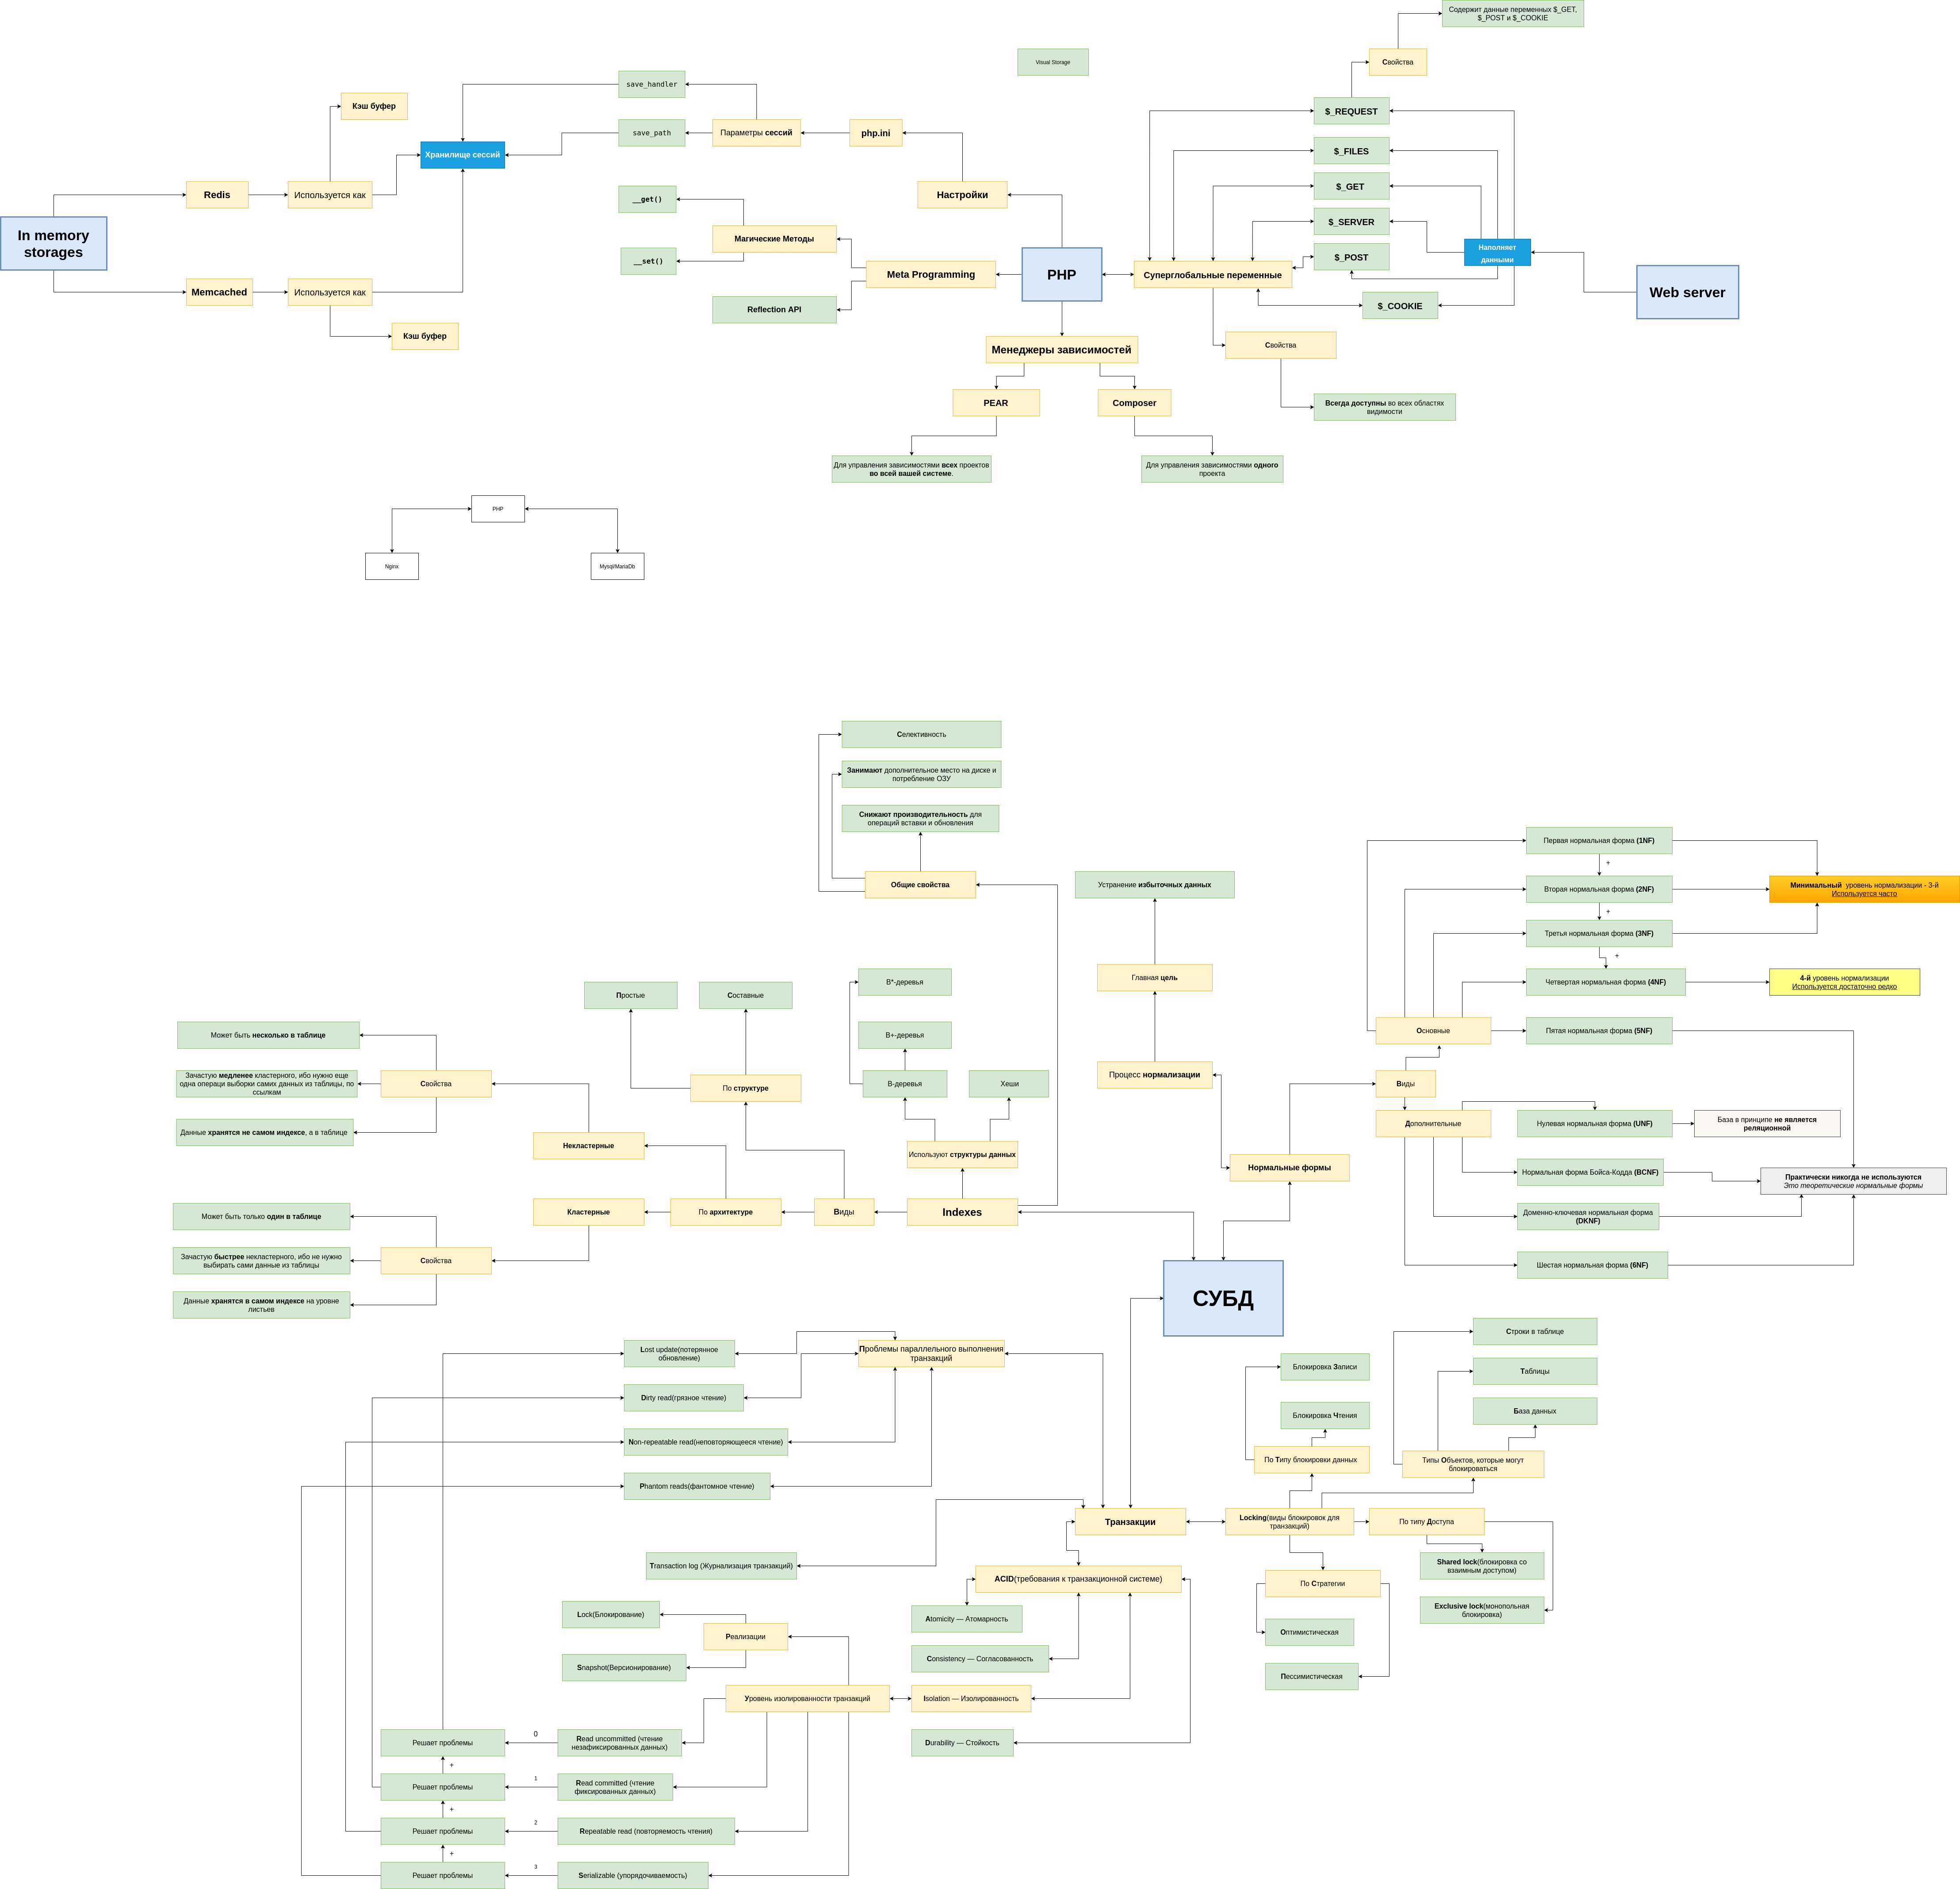 Содержит данные переменных $_GET,
$_POST и $_COOKIE
Visual Storage
Свойства
save_handler
Кэш буфер
$_REQUEST
save_path
Параметры сессий
php.ini
$_FILES
Хранилище сессий
Redis
Используется как
__get()
Настройки
$_GET
$_SERVER
In memory
storages
Магические Методы
Наполняет
данными
__set()
Meta Programming
PHP
Суперглобальные переменные
$_POST
Memcached
Используется как
Web server
Reflection API
$_COOKIE
Кэш буфер
Менеджеры зависимостей
Свойства
PEAR
Composer
Всегда доступны во всех областях
видимости
Для управления зависимостями всех проектов
во всей вашей системе.
Для управления зависимостями одного
проекта
PHP
Nginx
Mysql/MariaDb
Селективность
Занимают дополнительное место на диске и
потребление ОЗУ
Снижают производительность для
операций вставки и обновления
Общие свойства
Устранение избыточных данных
Первая нормальная форма (1NF)
+
Вторая нормальная форма (2NF)
Минимальный уровень нормализации - 3-й
Используется часто
+
Третья нормальная форма (3NF)
+
Четвертая нормальная форма (4NF)
4-й уровень нормализации
Используется достаточно редко
Главная цель
B*-деревья
Простые
Составные
Основные
Пятая нормальная форма (5NF)
Может быть несколько в таблице
B+-деревья
Процесс нормализации
Зачастую медленее кластерного, ибо нужно еще
одна операци выборки самих данных из таблицы, по
ссылкам
Свойства
По структуре
B-деревья
Хеши
Виды
Данные хранятся не самом индексе, а в таблице
Дополнительные
Нулевая нормальная форма (UNF)
База в принципе не является
реляционной
Некластерные
Используют структуры данных
Нормальные формы
Нормальная форма Бойса-Кодда (BCNF)
Практически никогда не используются
Это теоретические нормальные формы
Может быть только один в таблице
Кластерные
По архитектуре
Виды
Indexes
Доменно-ключевая нормальная форма
(DKNF)
Зачастую быстрее некластерного, ибо не нужно
выбирать сами данные из таблицы
Свойства
Шестая нормальная форма (6NF)
Данные хранятся в самом индексе на уровне
листьев
СУБД
Lost update(потерянное
обновление)
Проблемы параллельного выполнения
транзакций
Строки в таблице
Блокировка Записи
Таблицы
Dirty read(грязное чтение)
Блокировка Чтения
База данных
Non-repeatable read(неповторяющееся чтение)
По Типу блокировки данных
Типы Объектов, которые могут
блокироваться
Phantom reads(фантомное чтение)
Транзакции
Locking(виды блокировок для
транзакций)
По типу Доступа
Transaction log (Журнализация транзакций)
ACID(требования к транзакционной системе)
Shared lock(блокировка со
взаимным доступом)
По Стратегии
Lock(Блокирование)
Atomicity — Атомарность
Exclusive lock(монопольная
блокировка)
Реализации
Оптимистическая
Consistency — Согласованность
Snapshot(Версионирование)
Пессимистическая
Уровень изолированности транзакций
Isolation — Изолированность
Решает проблемы
0
Read uncommitted (чтение
незафиксированных данных)
Durability — Стойкость
+
Решает проблемы
1
Read committed (чтение
фиксированных данных)
+
Решает проблемы
2
Repeatable read (повторяемость чтения)
+
Решает проблемы
3
Serializable (упорядочиваемость)